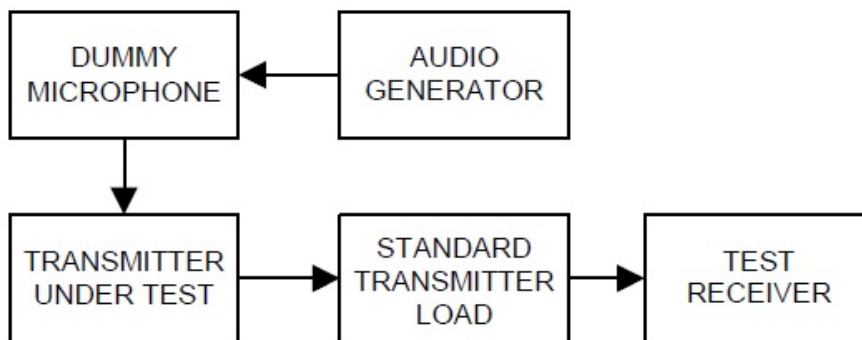 DUMMY
MICROPHONE
AUDIO
GENERATOR
TRANSMITTER
UNDER TEST
STANDARD
TRANSMITTER
LOAD
TEST
RECEIVER